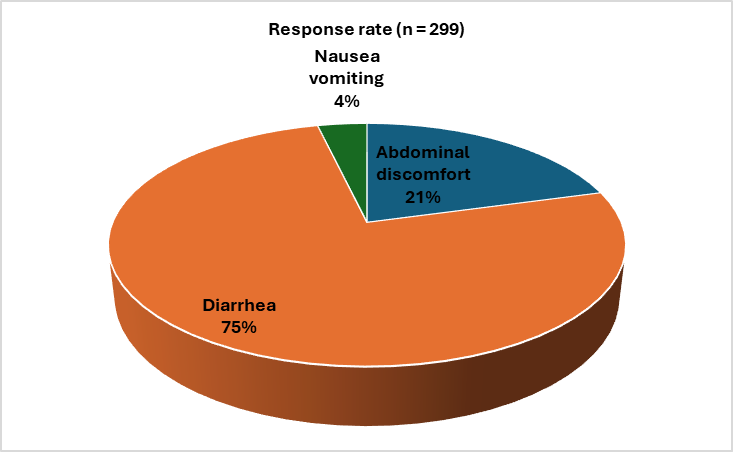 Response rate (n = 299)
Nausea
vomiting
4%
Abdominal
discomfort
21%
Diarrhea
75%